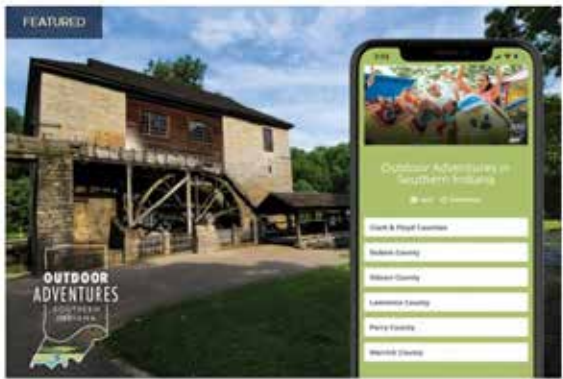 FEATURED
OUTDOOR
ADVENTURES
SOUTHERN
INDIANA
Outdoor Adventures in
Southern Indiana
Clark & Floyd Counties
Dubois County
Gibson County
Lawrence County
Perry County
Warrick County